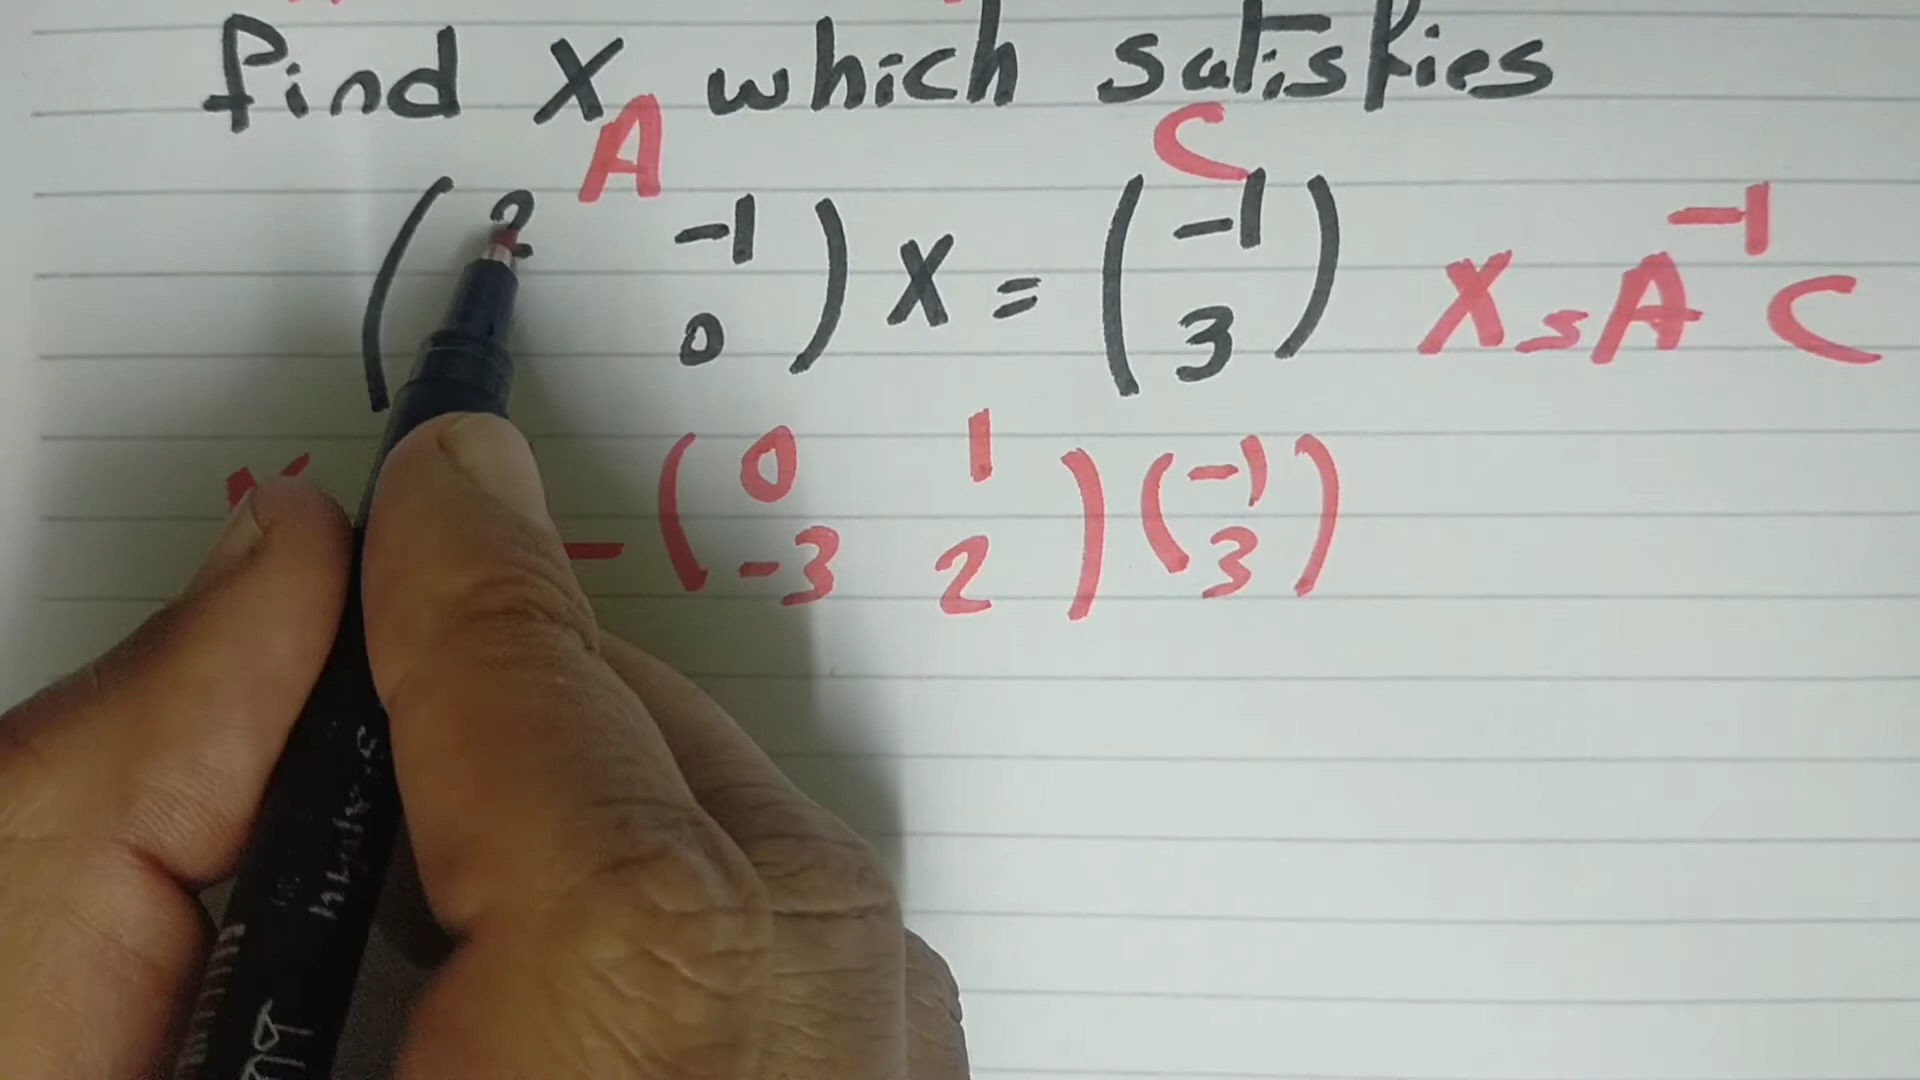 find X which satisfies
A C
( 2 -1 ) X = ( -1 ) X = A⁻¹ C
0 3
- ( 0 1 ) ( -1 )
-3 2 3